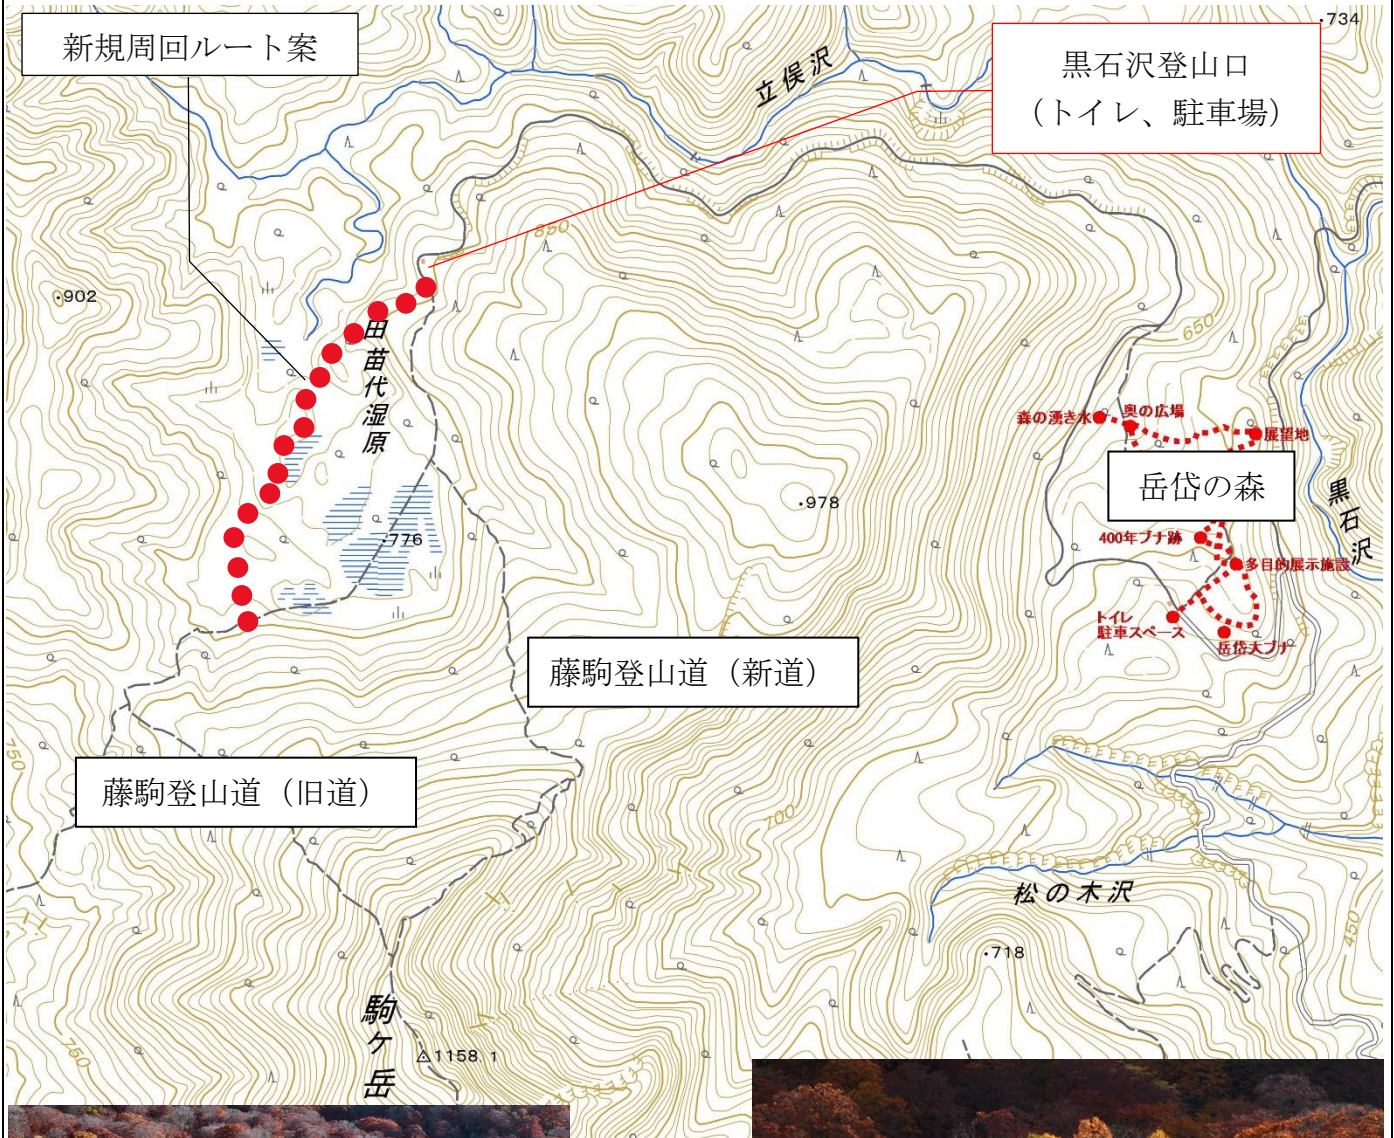 新規周回ルート案
黒石沢登山口
（トイレ、駐車場）
・734
立俣沢
850
・902
650
田苗代湿原
森の湧き水
奥の広場
展望地
岳岱の森
・978
黒石沢
・776
400年ブナ跡
多目的展示施設
トイレ
駐車スペース
岳岱大ブナ
藤駒登山道（新道）
750
藤駒登山道（旧道）
700
松の木沢
450
・718
駒ケ岳
750
1158.1